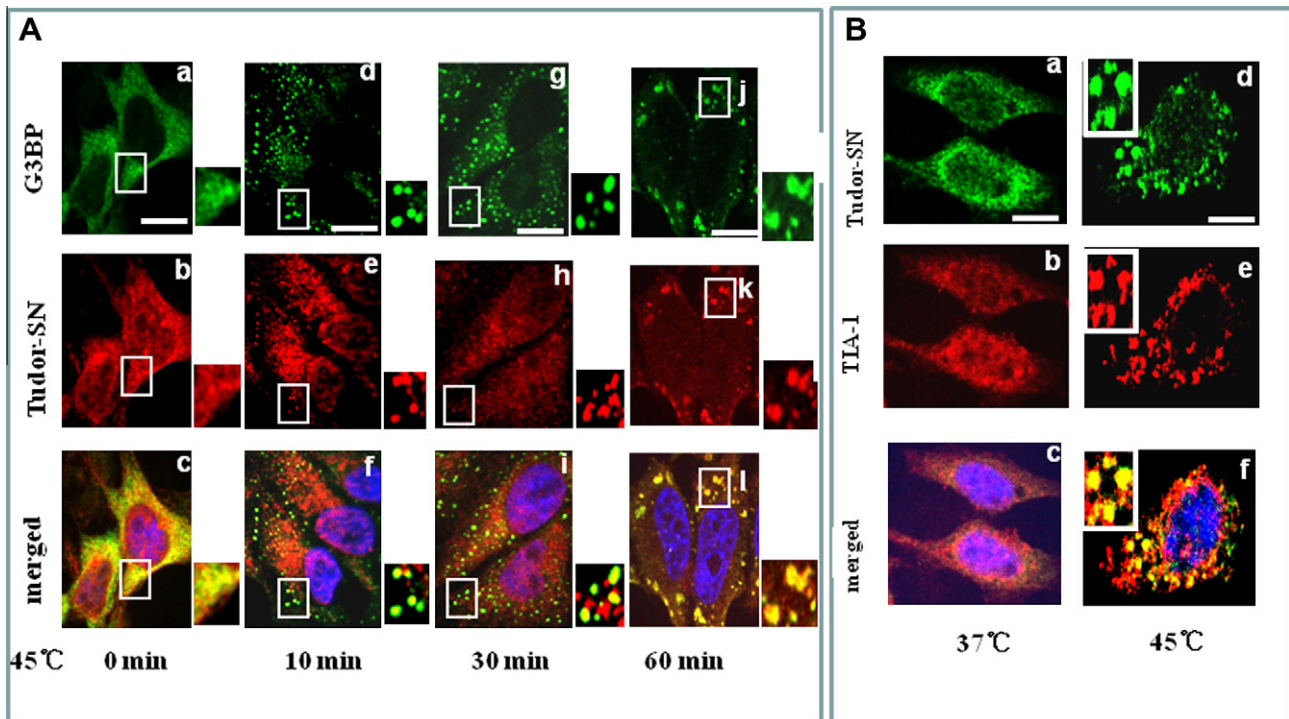 A
B
a
d
g
j
G3BP
b
e
h
k
Tudor-SN
c
f
i
l
merged
45℃
0 min
10 min
30 min
60 min
a
d
Tudor-SN
b
e
TIA-1
c
f
merged
37℃
45℃